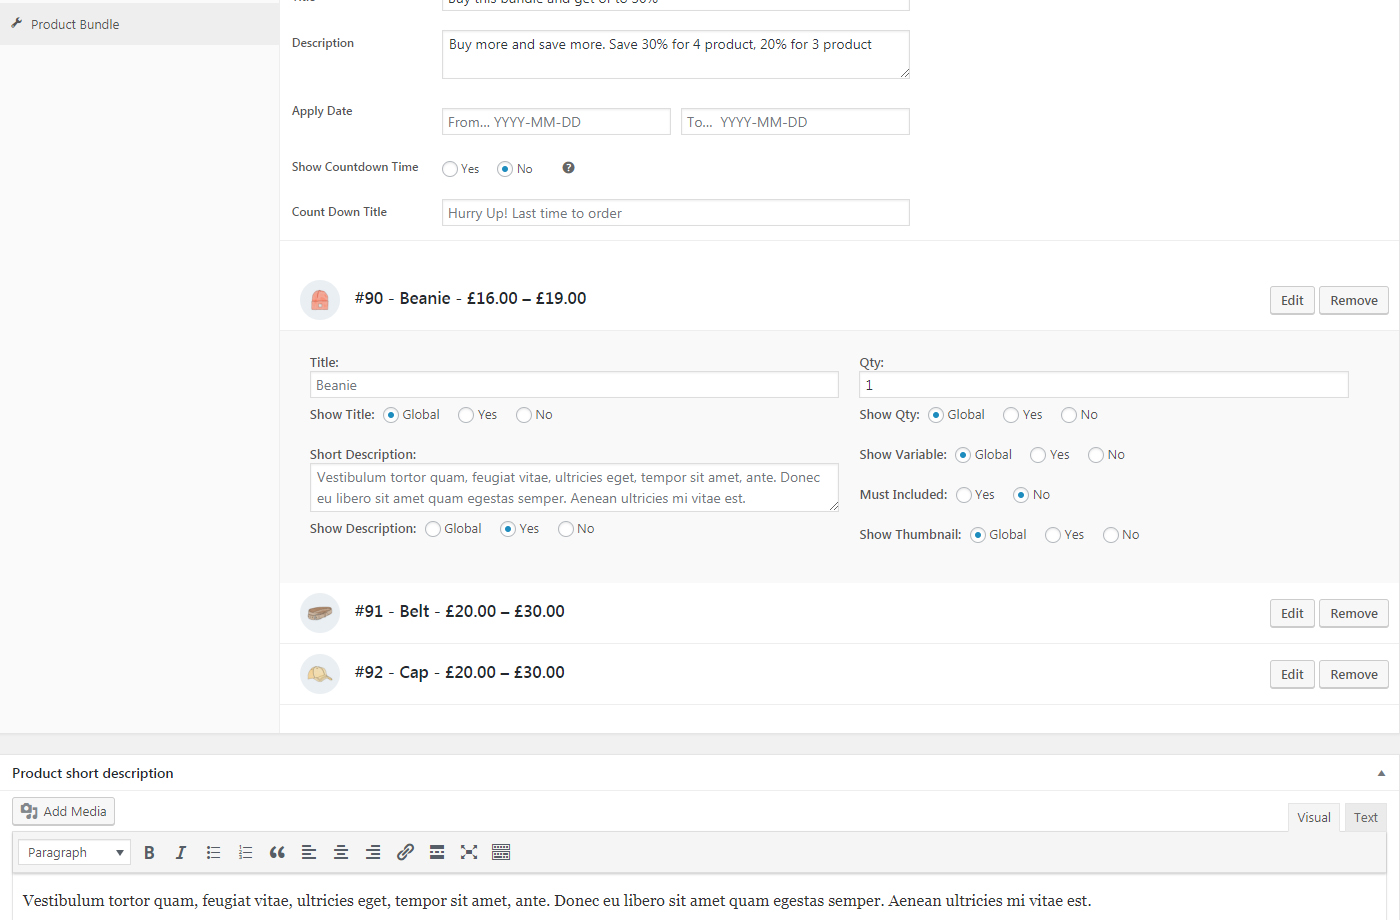 Product Bundle
Buy this bundle and get of to 30%
Description
Buy more and save more. Save 30% for 4 product, 20% for 3 product
Apply Date
From... YYYY-MM-DD To... YYYY-MM-DD
Show Countdown Time Yes No ?
Count Down Title Hurry Up! Last time to order
#90 - Beanie - £16.00 – £19.00 Edit Remove
Title: Qty:
Beanie 1
Show Title: Global Yes No Show Qty: Global Yes No
Short Description: Show Variable: Global Yes No
Vestibulum tortor quam, feugiat vitae, ultricies eget, tempor sit amet, ante. Donec
eu libero sit amet quam egestas semper. Aenean ultricies mi vitae est.
Must Included: Yes No
Show Description: Global Yes No Show Thumbnail: Global Yes No
#91 - Belt - £20.00 – £30.00 Edit Remove
#92 - Cap - £20.00 – £30.00 Edit Remove
Product short description
Add Media Visual Text
Paragraph B I
Vestibulum tortor quam, feugiat vitae, ultricies eget, tempor sit amet, ante. Donec eu libero sit amet quam egestas semper. Aenean ultricies mi vitae est.